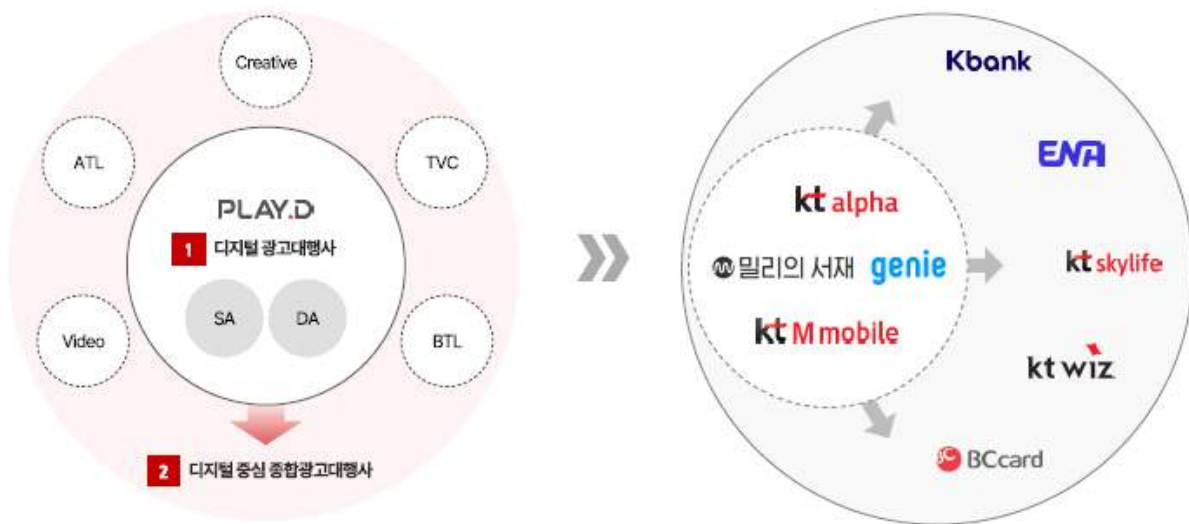 Creative
ATL
TVC
PLAY.D
1 디지털 광고대행사
SA
DA
Video
BTL
2 디지털 중심 종합광고대행사
Kbank
ENA
kt alpha
밀리의 서재
genie
kt skylife
kt M mobile
kt wiz
BCcard